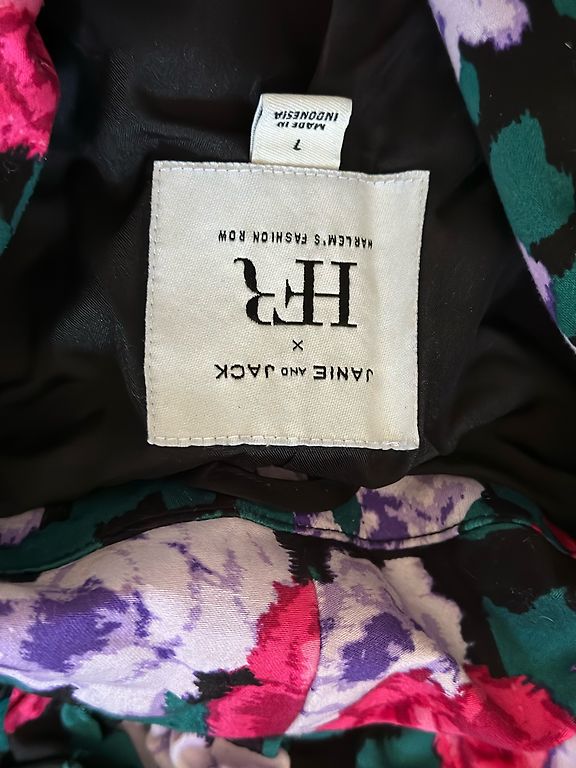 JANIE AND JACK
x
HFR
HARLEM'S FASHION ROW
7
MADE IN
INDONESIA